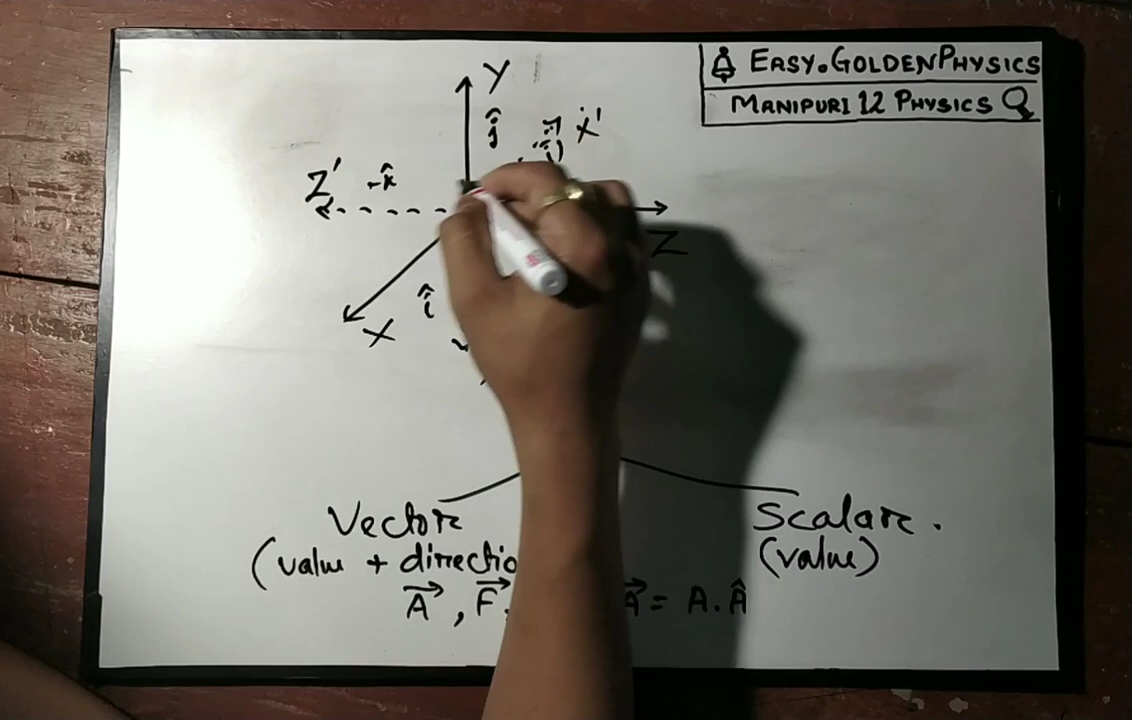 EASY.GOLDENPHYSICS
MANIPURI 12 PHYSICS
Y
ĵ
X'
Z'
-k̂
Z
î
X
Vector Scalar.
(value + directio (value)
A⃗, F⃗, A⃗ = A.Â